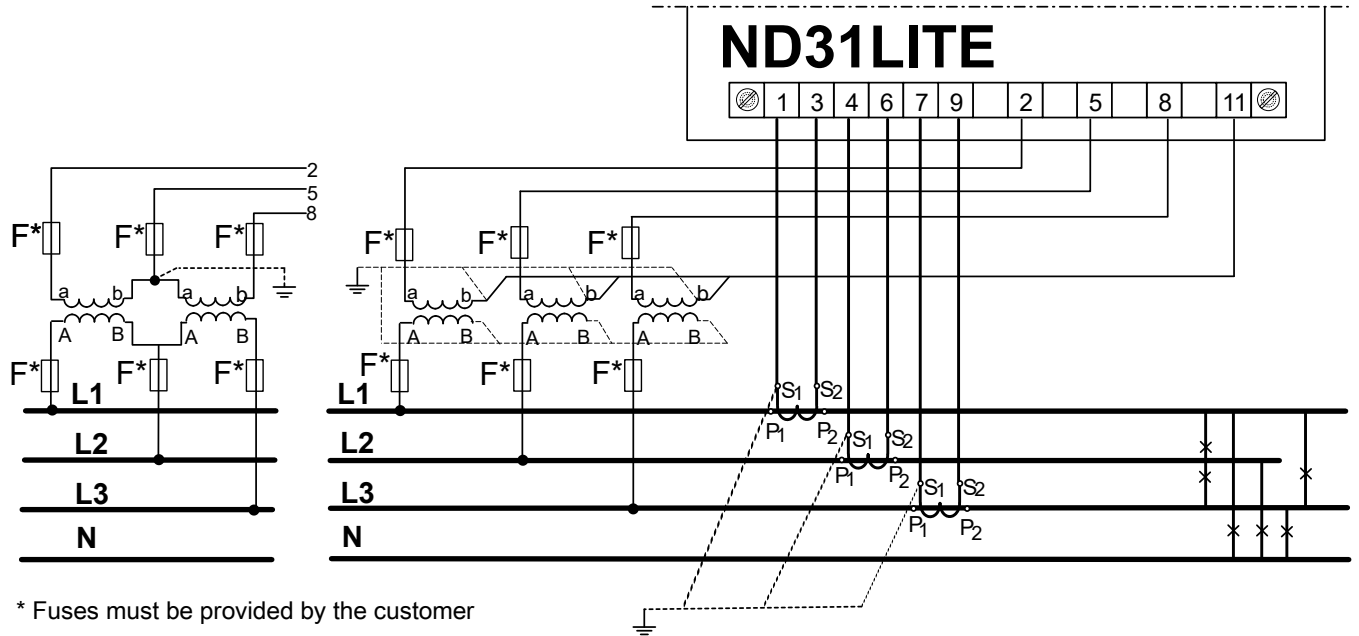 ND31LITE
1 3 4 6 7 9 2 5 8 11
2
5
8
F* F* F*
F* F* F*
a b a b
a b a b a b
A B A B
A B A B A B
F* F* F*
F* F* F*
L1
L1
S1 S2
P1 P2
L2
L2
S1 S2
P1 P2
L3
L3
S1 S2
P1 P2
N
N
* Fuses must be provided by the customer